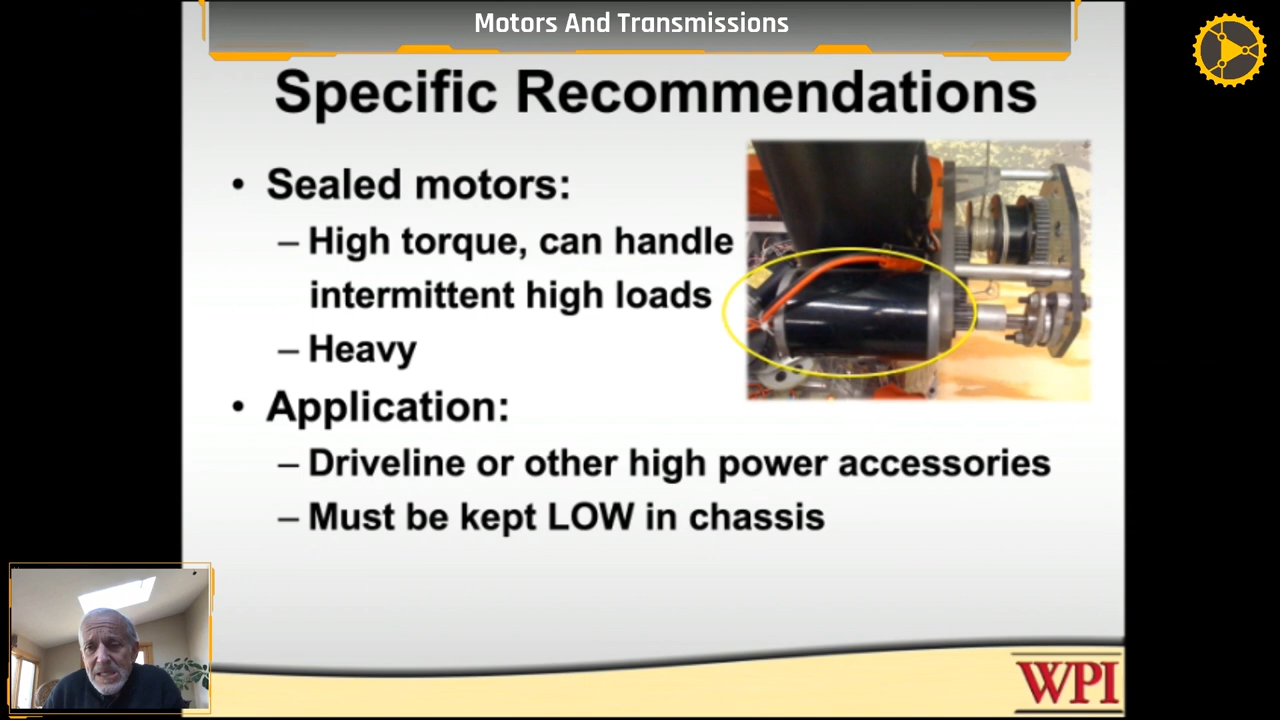 Motors And Transmissions
Specific Recommendations
• Sealed motors:
– High torque, can handle
intermittent high loads
– Heavy
• Application:
– Driveline or other high power accessories
– Must be kept LOW in chassis
WPI